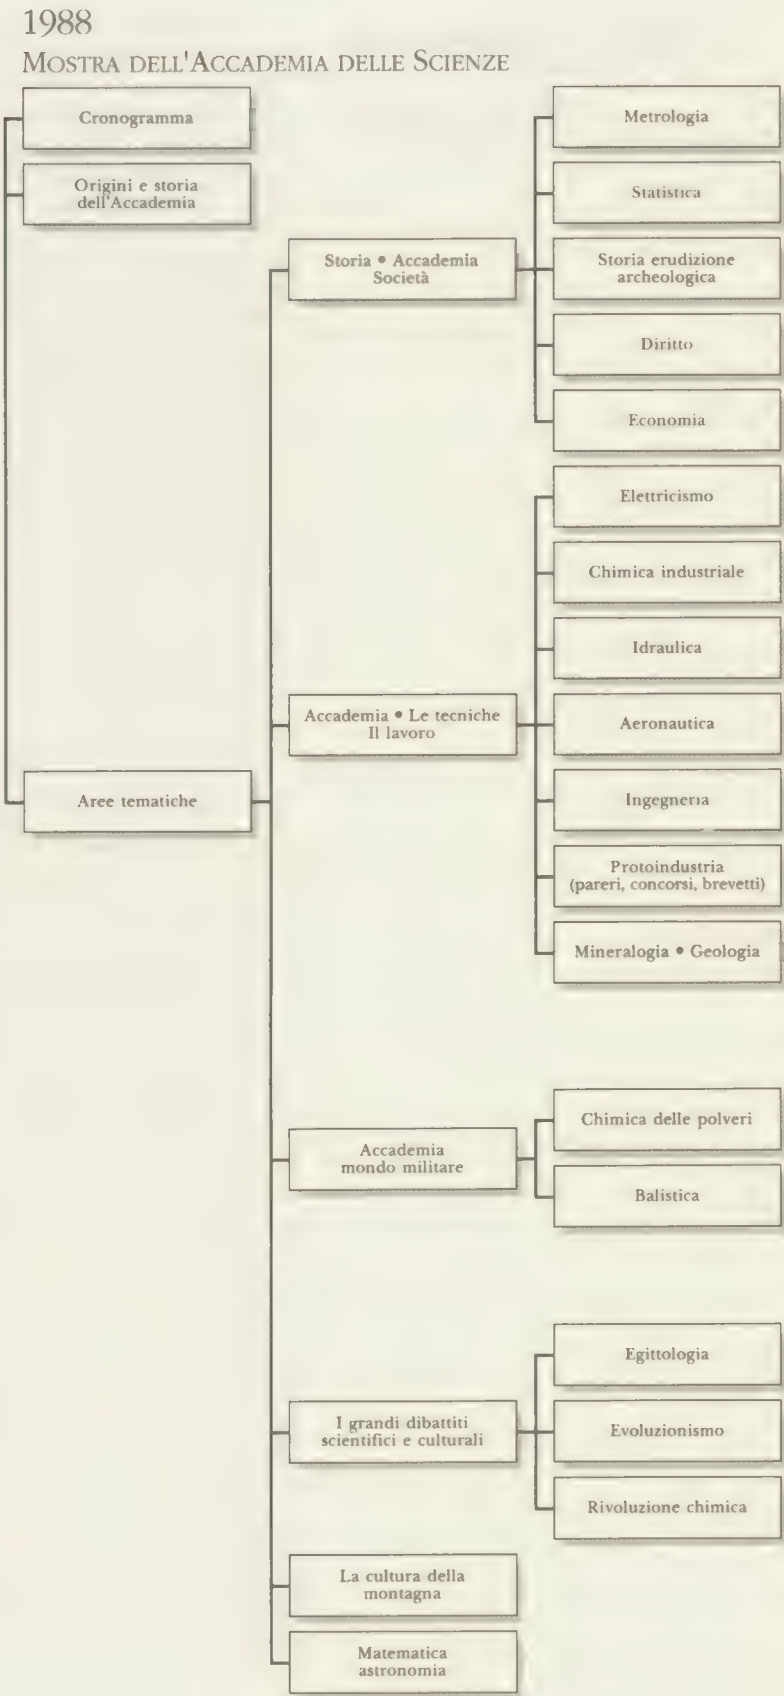 1988
MOSTRA DELL'ACCADEMIA DELLE SCIENZE
Cronogramma
Origini e storia
dell'Accademia
Aree tematiche
Storia • Accademia
Società
Metrologia
Statistica
Storia erudizione
archeologica
Diritto
Economia
Accademia • Le tecniche
Il lavoro
Elettricismo
Chimica industriale
Idraulica
Aeronautica
Ingegneria
Protoindustria
(pareri, concorsi, brevetti)
Mineralogia • Geologia
Accademia
mondo militare
Chimica delle polveri
Balistica
I grandi dibattiti
scientifici e culturali
Egittologia
Evoluzionismo
Rivoluzione chimica
La cultura della
montagna
Matematica
astronomia